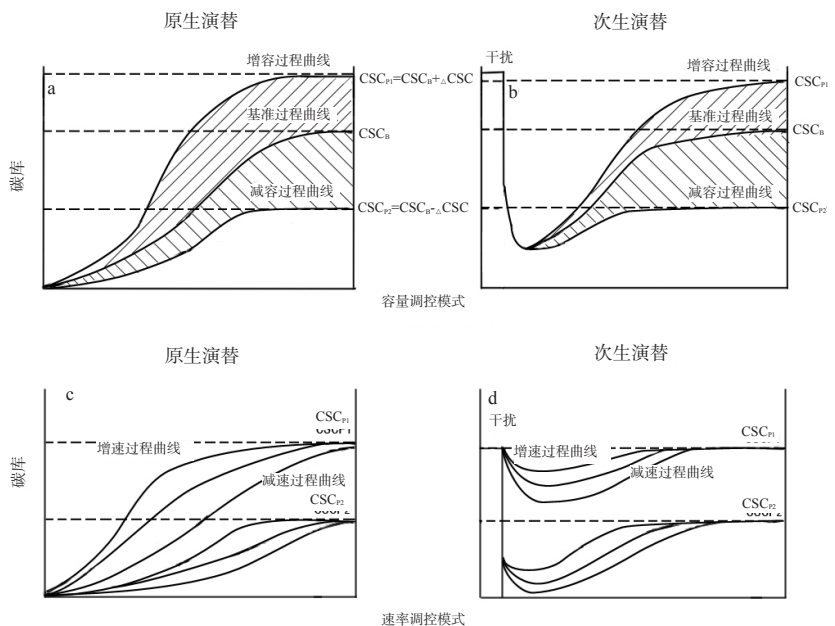 原生演替
次生演替
增容过程曲线
a
CSCP1=CSCB+△CSC
基准过程曲线
CSCB
减容过程曲线
CSCP2=CSCB-△CSC
碳库
干扰
增容过程曲线
b
CSCP1
基准过程曲线
CSCB
减容过程曲线
CSCP2
容量调控模式
原生演替
次生演替
c
CSCP1
增速过程曲线
减速过程曲线
CSCP2
碳库
d
干扰
CSCP1
增速过程曲线
减速过程曲线
CSCP2
速率调控模式